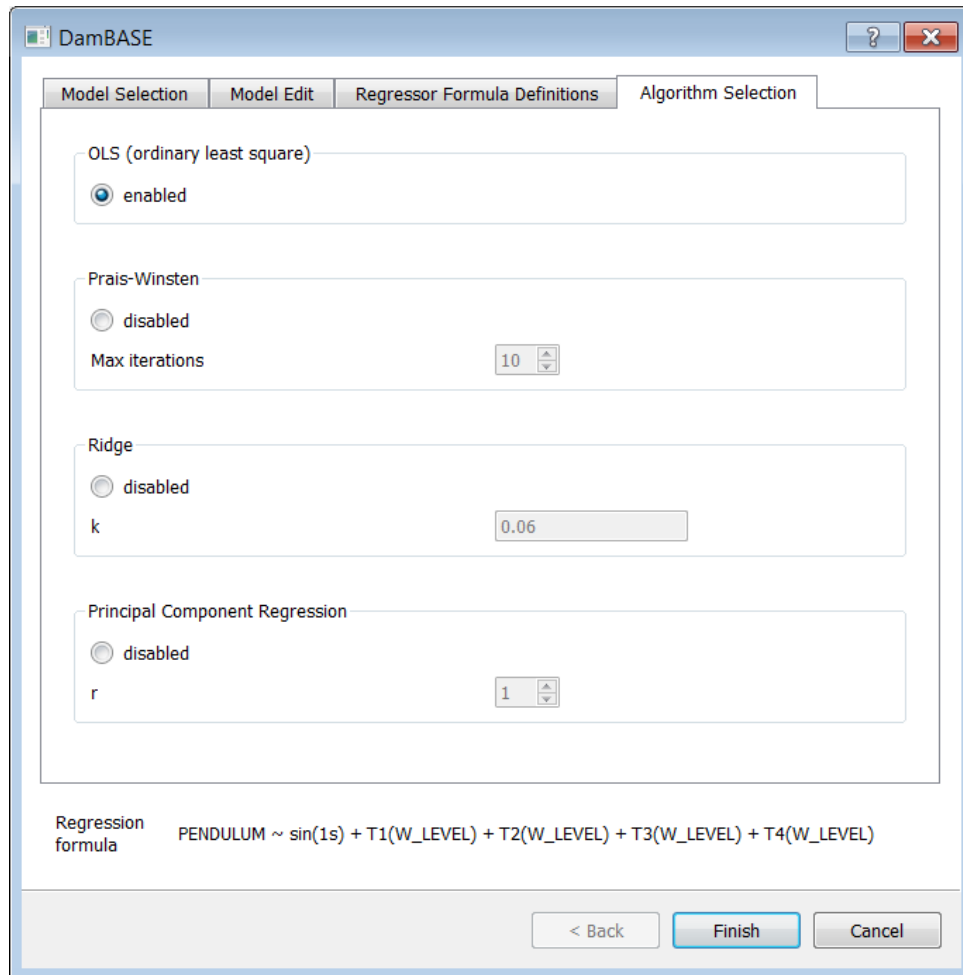 DamBASE
Model Selection Model Edit Regressor Formula Definitions Algorithm Selection
OLS (ordinary least square)
enabled
Prais-Winsten
disabled
Max iterations 10
Ridge
disabled
k 0.06
Principal Component Regression
disabled
r 1
Regression
formula
PENDULUM ~ sin(1s) + T1(W_LEVEL) + T2(W_LEVEL) + T3(W_LEVEL) + T4(W_LEVEL)
< Back Finish Cancel